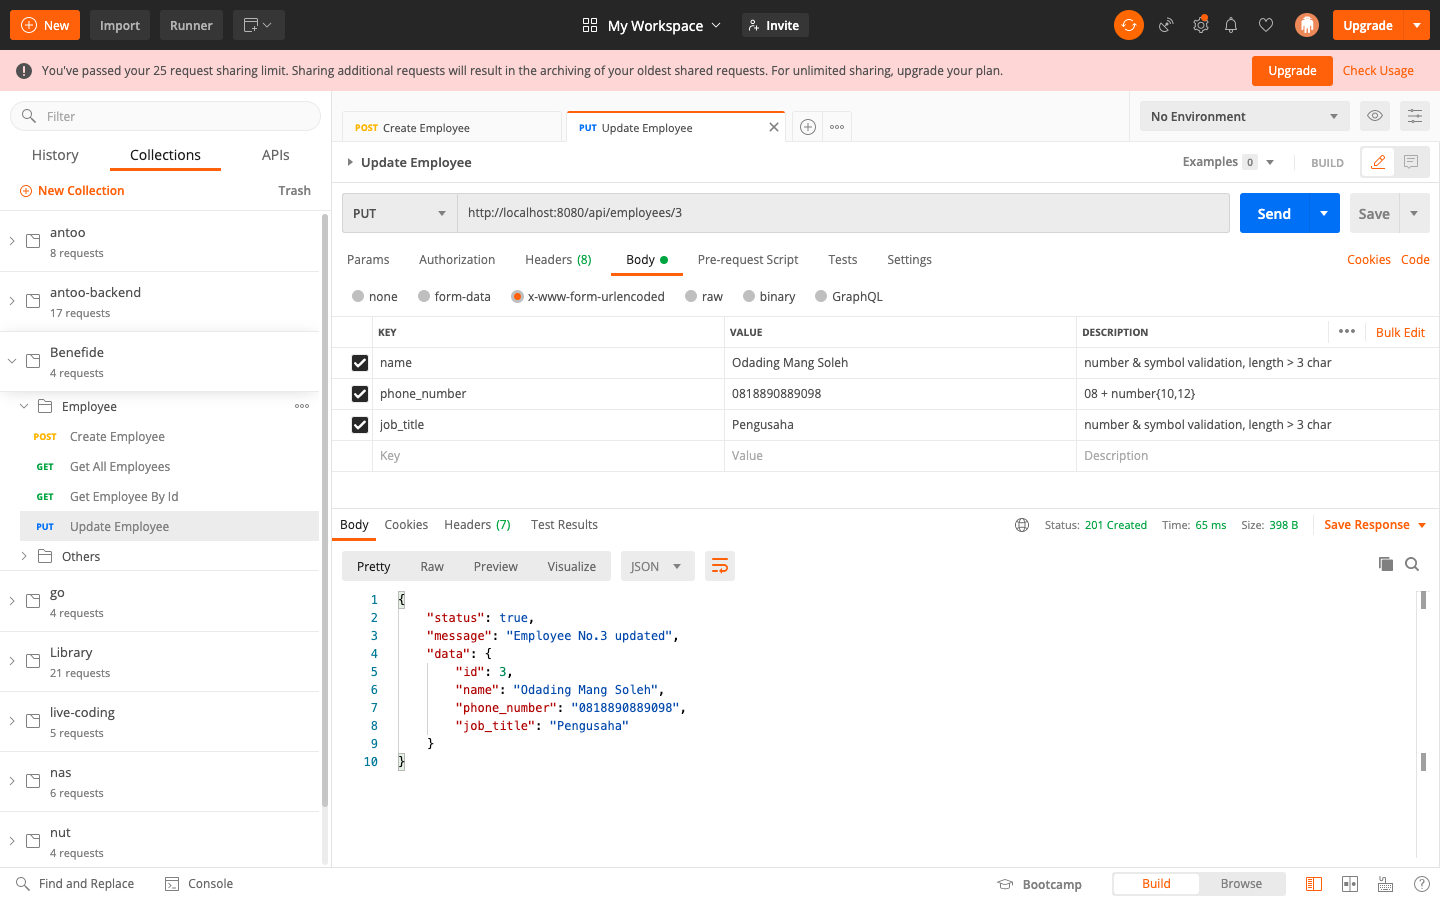 New Import Runner My Workspace Invite Upgrade
You've passed your 25 request sharing limit. Sharing additional requests will result in the archiving of your oldest shared requests. For unlimited sharing, upgrade your plan. Upgrade Check Usage
Filter
History Collections APIs
New Collection Trash
antoo
8 requests
antoo-backend
17 requests
Benefide
4 requests
Employee
POST Create Employee
GET Get All Employees
GET Get Employee By Id
PUT Update Employee
Others
go
4 requests
Library
21 requests
live-coding
5 requests
nas
6 requests
nut
4 requests
POST Create Employee PUT Update Employee No Environment
Update Employee Examples 0 BUILD
PUT http://localhost:8080/api/employees/3 Send Save
Params Authorization Headers (8) Body Pre-request Script Tests Settings Cookies Code
none form-data x-www-form-urlencoded raw binary GraphQL
KEY VALUE DESCRIPTION Bulk Edit
name Odading Mang Soleh number & symbol validation, length > 3 char
phone_number 0818890889098 08 + number{10,12}
job_title Pengusaha number & symbol validation, length > 3 char
Key Value Description
Body Cookies Headers (7) Test Results Status: 201 Created Time: 65 ms Size: 398 B Save Response
Pretty Raw Preview Visualize JSON
1 {
2 "status": true,
3 "message": "Employee No.3 updated",
4 "data": {
5 "id": 3,
6 "name": "Odading Mang Soleh",
7 "phone_number": "0818890889098",
8 "job_title": "Pengusaha"
9 }
10 }
Find and Replace Console Bootcamp Build Browse